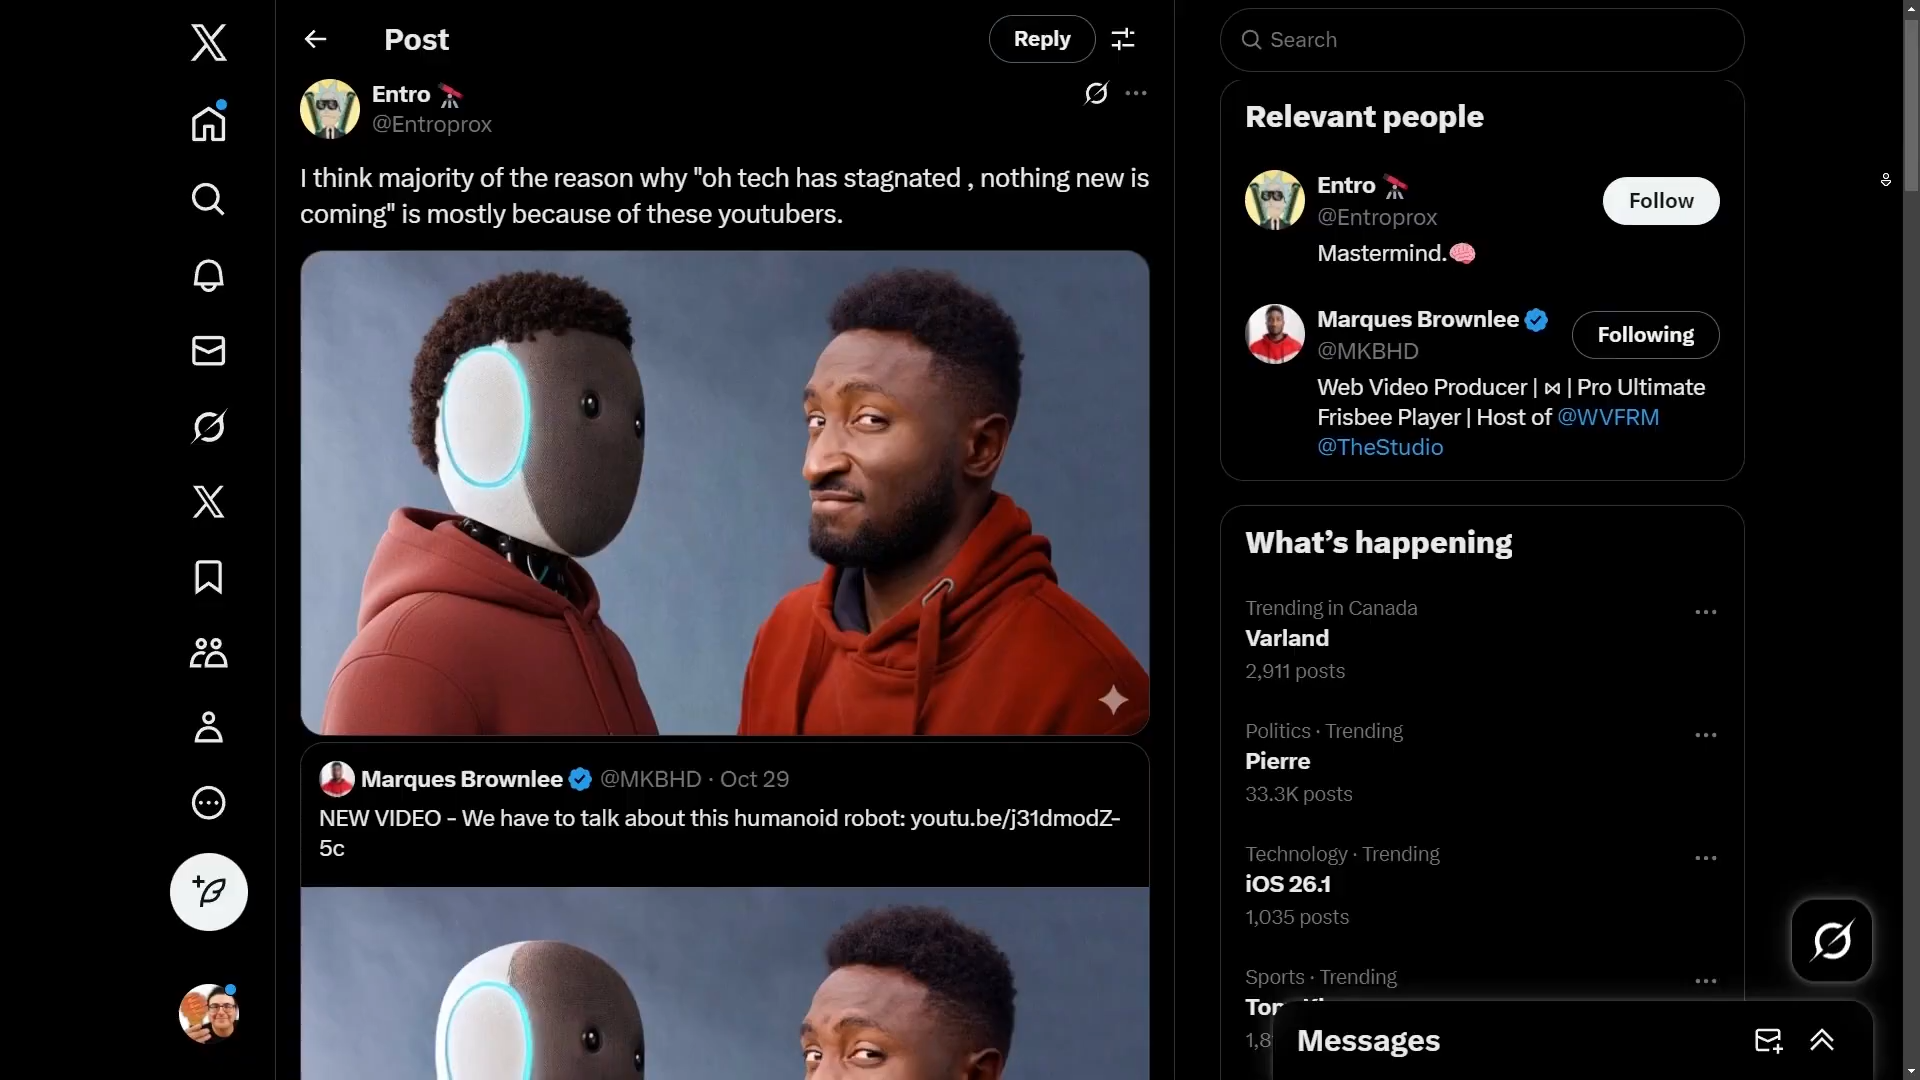 Post
Reply
Entro
@Entroprox
I think majority of the reason why "oh tech has stagnated , nothing new is
coming" is mostly because of these youtubers.
Marques Brownlee @MKBHD · Oct 29
NEW VIDEO - We have to talk about this humanoid robot: youtu.be/j31dmodZ-
5c
Search
Relevant people
Entro
@Entroprox
Follow
Mastermind.
Marques Brownlee
@MKBHD
Following
Web Video Producer | ⋈ | Pro Ultimate
Frisbee Player | Host of @WVFRM
@TheStudio
What's happening
Trending in Canada
Varland
2,911 posts
Politics · Trending
Pierre
33.3K posts
Technology · Trending
iOS 26.1
1,035 posts
Sports · Trending
Messages